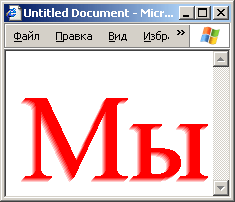 Untitled Document - Micr...
Файл Правка Вид Избр. »
Мы